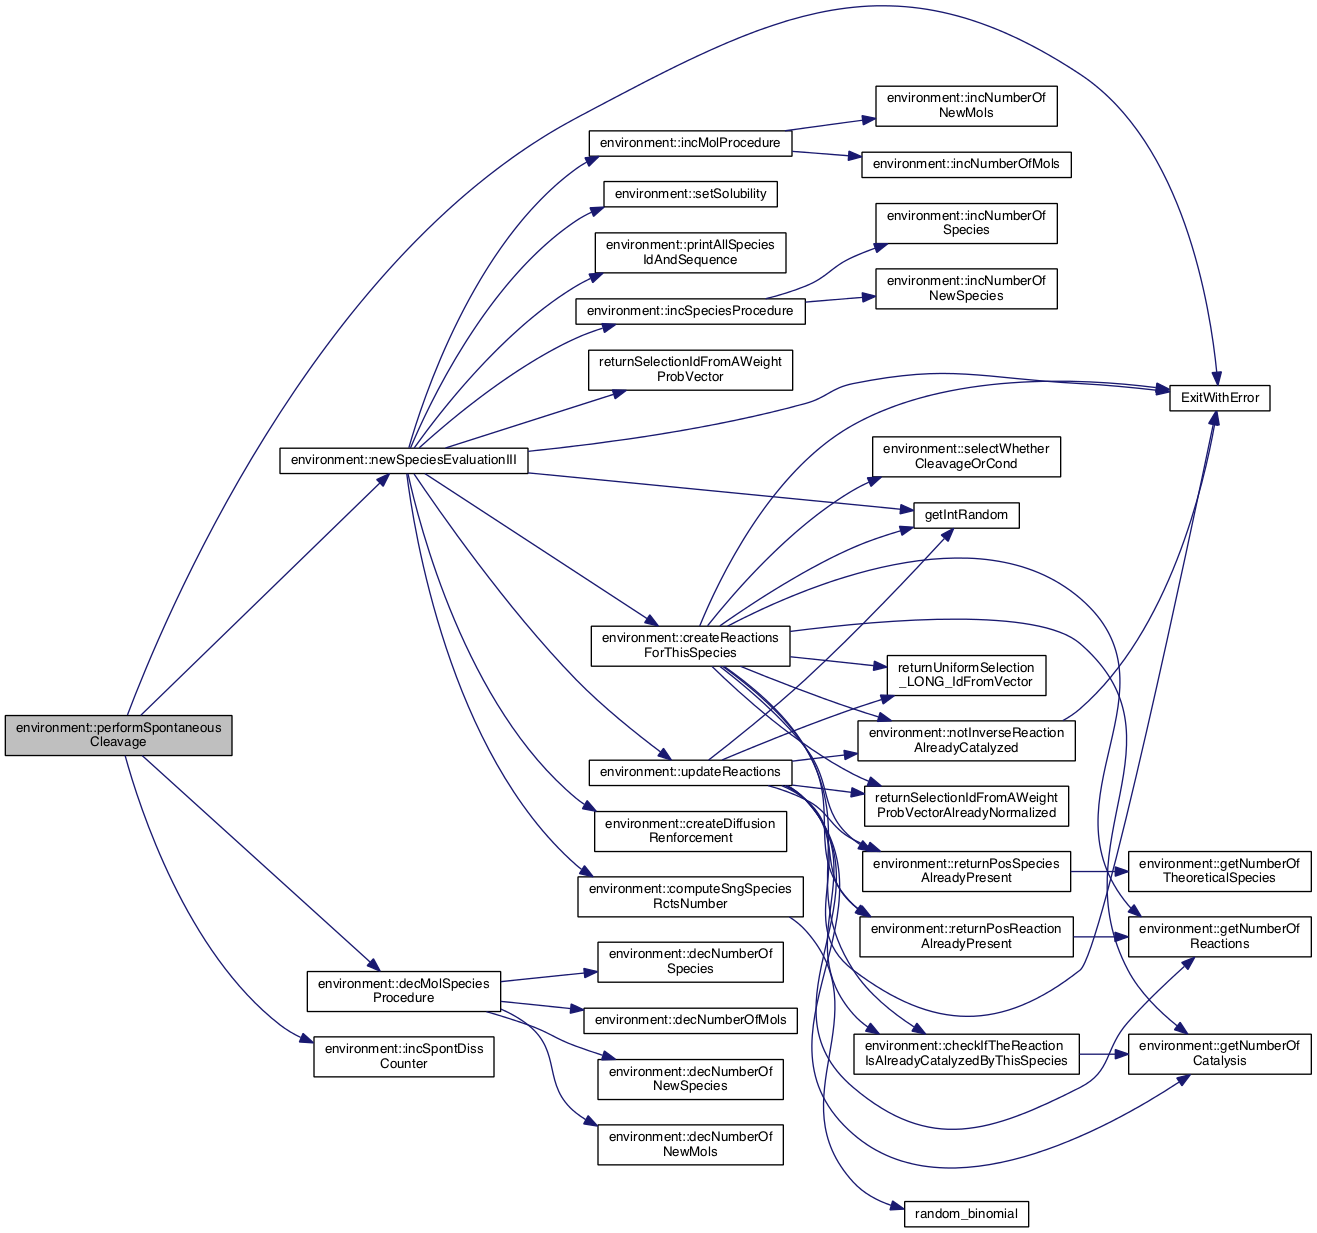 environment::incNumberOf
NewMols
environment::incMolProcedure
environment::incNumberOfMols
environment::setSolubility
environment::incNumberOf
Species
environment::printAllSpecies
IdAndSequence
environment::incNumberOf
NewSpecies
environment::incSpeciesProcedure
returnSelectionIdFromAWeight
ProbVector
ExitWithError
environment::selectWhether
CleavageOrCond
environment::newSpeciesEvaluationIII
getIntRandom
environment::createReactions
ForThisSpecies
returnUniformSelection
_LONG_IdFromVector
environment::performSpontaneous
Cleavage
environment::notInverseReaction
AlreadyCatalyzed
environment::updateReactions
returnSelectionIdFromAWeight
ProbVectorAlreadyNormalized
environment::createDiffusion
Renforcement
environment::returnPosSpecies
AlreadyPresent
environment::getNumberOf
TheoreticalSpecies
environment::computeSngSpecies
RctsNumber
environment::returnPosReaction
AlreadyPresent
environment::getNumberOf
Reactions
environment::decNumberOf
Species
environment::decMolSpecies
Procedure
environment::decNumberOfMols
environment::incSpontDiss
Counter
environment::checkIfTheReaction
IsAlreadyCatalyzedByThisSpecies
environment::getNumberOf
Catalysis
environment::decNumberOf
NewSpecies
environment::decNumberOf
NewMols
random_binomial